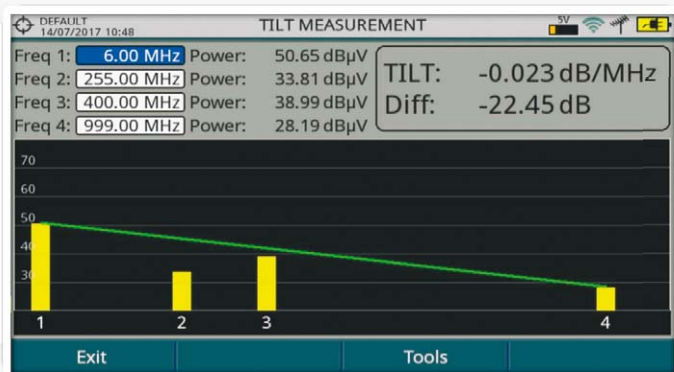 DEFAULT
14/07/2017 10:48
TILT MEASUREMENT
5V
Freq 1: 6.00 MHz Power: 50.65 dBµV
Freq 2: 255.00 MHz Power: 33.81 dBµV
Freq 3: 400.00 MHz Power: 38.99 dBµV
Freq 4: 999.00 MHz Power: 28.19 dBµV
TILT: -0.023 dB/MHz
Diff: -22.45 dB
70
60
50
40
30
1 2 3 4
Exit Tools